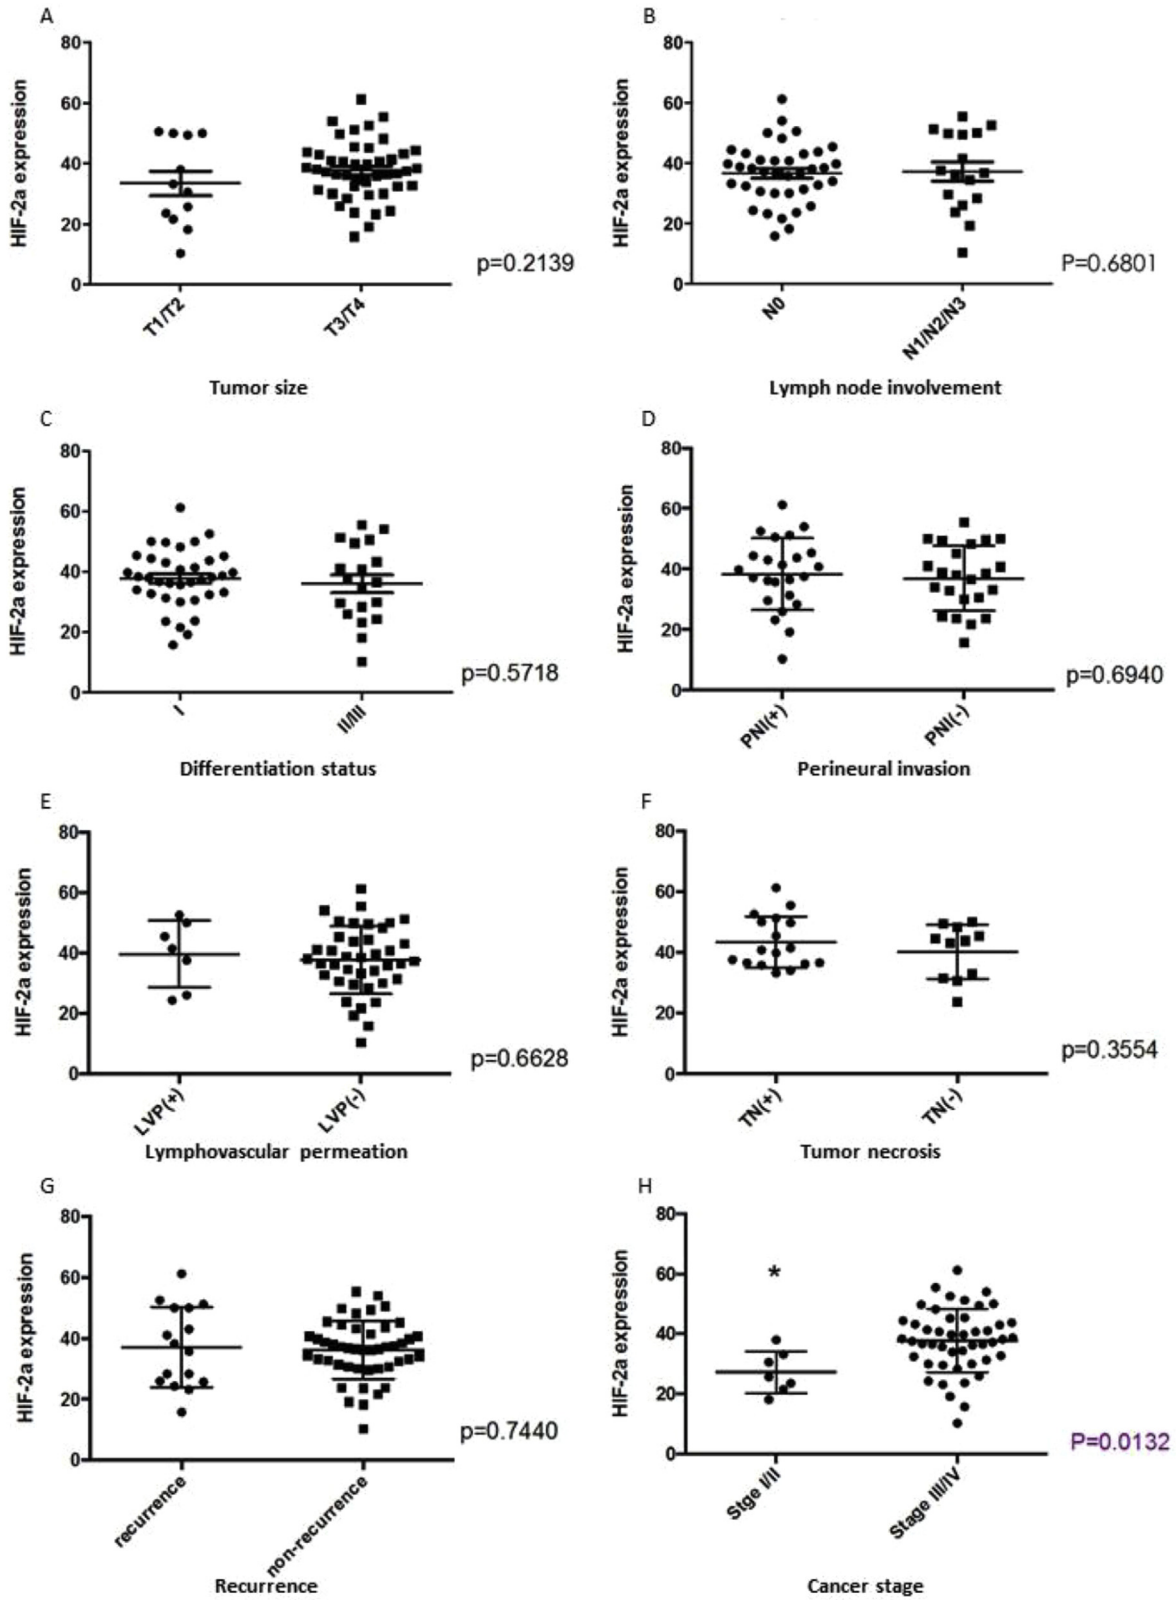 A
HIF-2a expression
80
60
40
20
0
T1/T2
T3/T4
p=0.2139
Tumor size
B
HIF-2a expression
80
60
40
20
0
N0
N1/N2/N3
P=0.6801
Lymph node involvement
C
HIF-2a expression
80
60
40
20
0
I
II/III
p=0.5718
Differentiation status
D
HIF-2a expression
80
60
40
20
0
PNI(+)
PNI(-)
p=0.6940
Perineural invasion
E
HIF-2a expression
80
60
40
20
0
LVP(+)
LVP(-)
p=0.6628
Lymphovascular permeation
F
HIF-2a expression
80
60
40
20
0
TN(+)
TN(-)
p=0.3554
Tumor necrosis
G
HIF-2a expression
80
60
40
20
0
recurrence
non-recurrence
p=0.7440
Recurrence
H
HIF-2a expression
80
60
40
20
0
*
Stge I/II
Stage III/IV
P=0.0132
Cancer stage